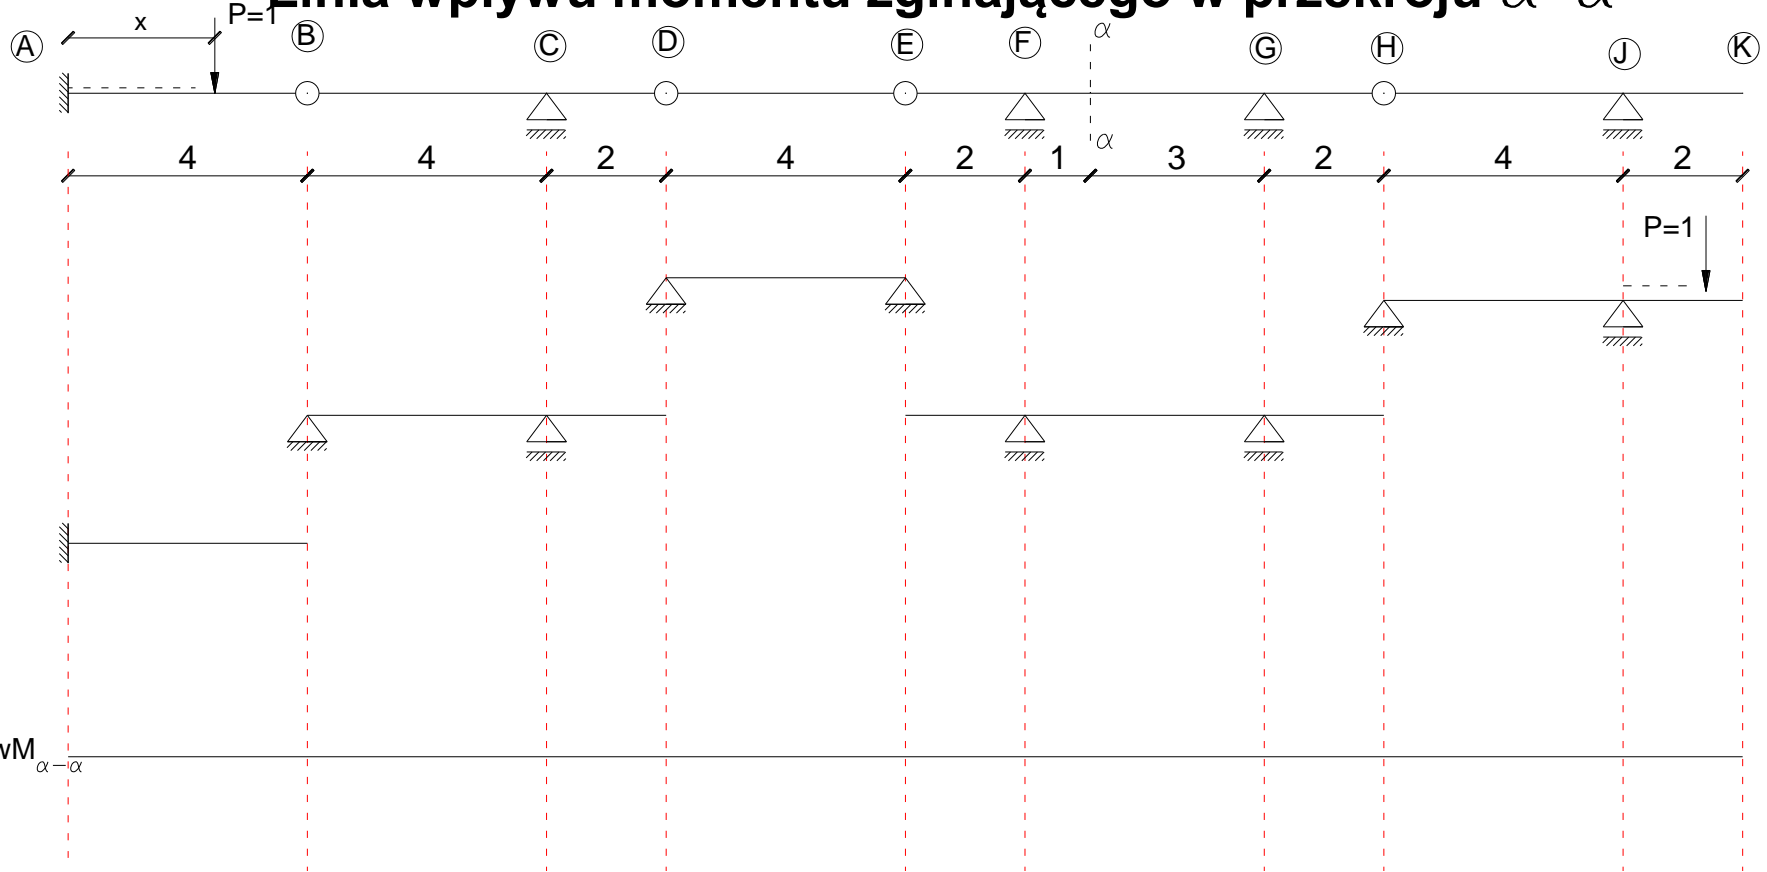 Linia wpływu momentu zginającego w przekroju α-α
x P=1
A B C D E F α G H J K
α
4 4 2 4 2 1 3 2 4 2
P=1
wM α-α